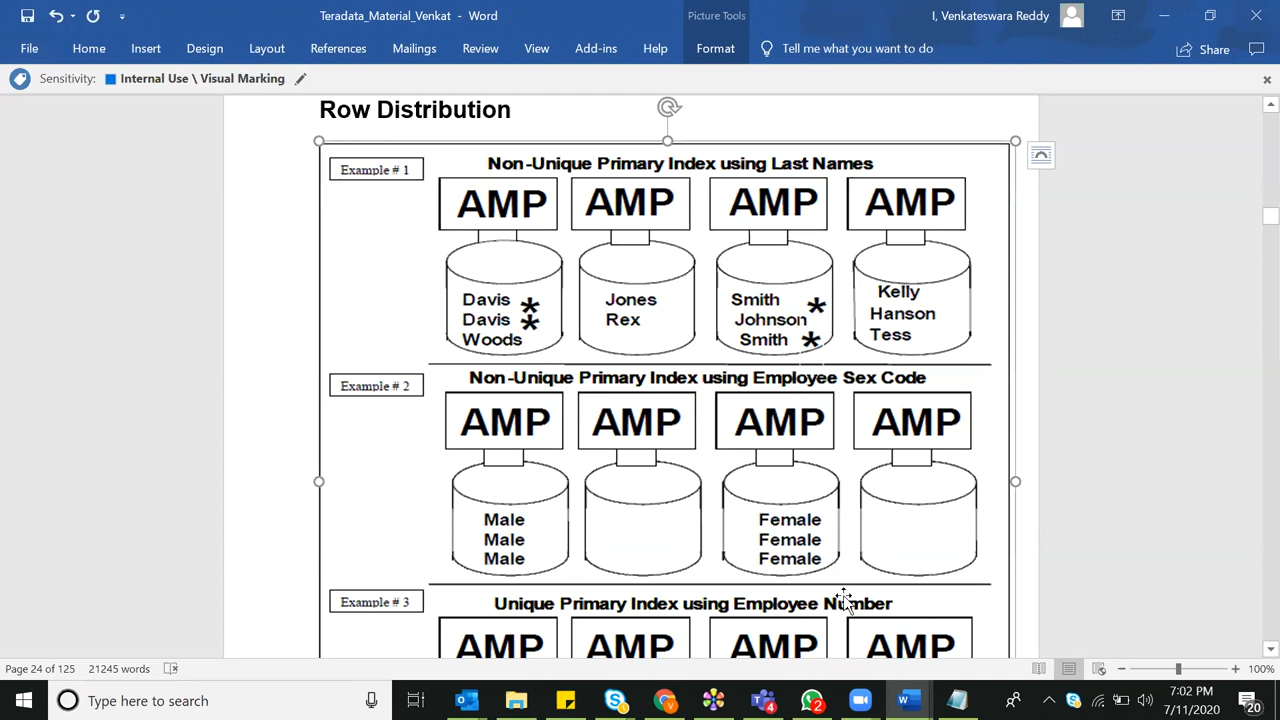 Teradata_Material_Venkat - Word
Picture Tools
I, Venkateswara Reddy
File Home Insert Design Layout References Mailings Review View Add-ins Help Format Tell me what you want to do Share
Sensitivity: Internal Use \ Visual Marking
Row Distribution
Example # 1
Non-Unique Primary Index using Last Names
AMP AMP AMP AMP
Davis * Jones Smith * Kelly
Davis * Rex Johnson Hanson
Woods Smith * Tess
Example # 2
Non-Unique Primary Index using Employee Sex Code
AMP AMP AMP AMP
Male Female
Male Female
Male Female
Example # 3
Unique Primary Index using Employee Number
AMP AMP AMP AMP
Page 24 of 125 21245 words 100%
Type here to search 4 2 7:02 PM
7/11/2020 20